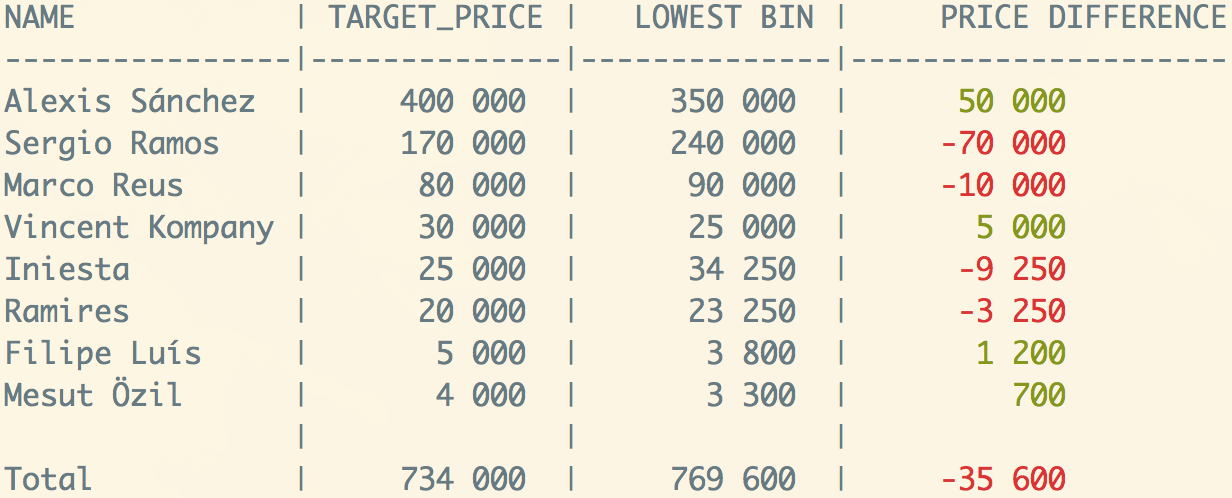 NAME | TARGET_PRICE | LOWEST BIN | PRICE DIFFERENCE
----------------|--------------|--------------|---------------------
Alexis Sánchez | 400 000 | 350 000 | 50 000
Sergio Ramos | 170 000 | 240 000 | -70 000
Marco Reus | 80 000 | 90 000 | -10 000
Vincent Kompany | 30 000 | 25 000 | 5 000
Iniesta | 25 000 | 34 250 | -9 250
Ramires | 20 000 | 23 250 | -3 250
Filipe Luís | 5 000 | 3 800 | 1 200
Mesut Özil | 4 000 | 3 300 | 700
| | |
Total | 734 000 | 769 600 | -35 600